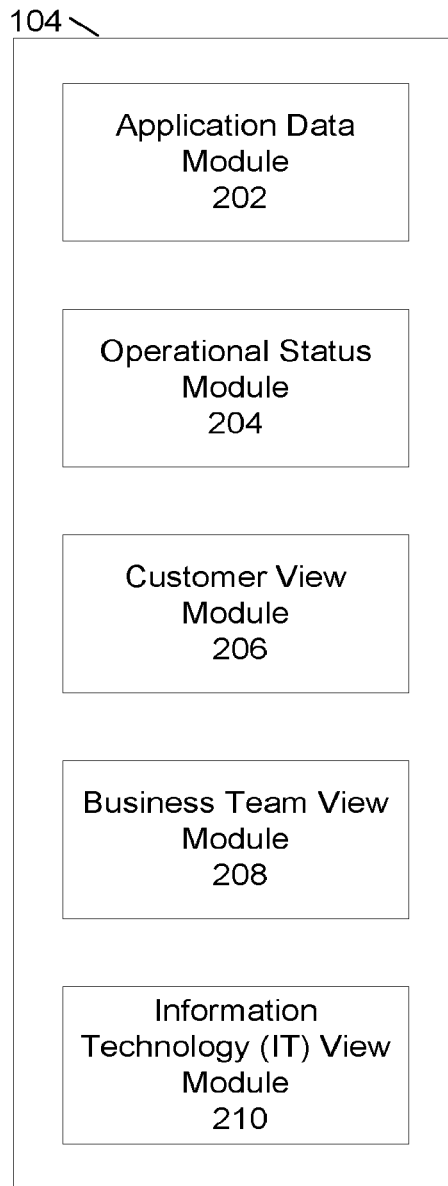 104
Application Data
Module
202
Operational Status
Module
204
Customer View
Module
206
Business Team View
Module
208
Information
Technology (IT) View
Module
210